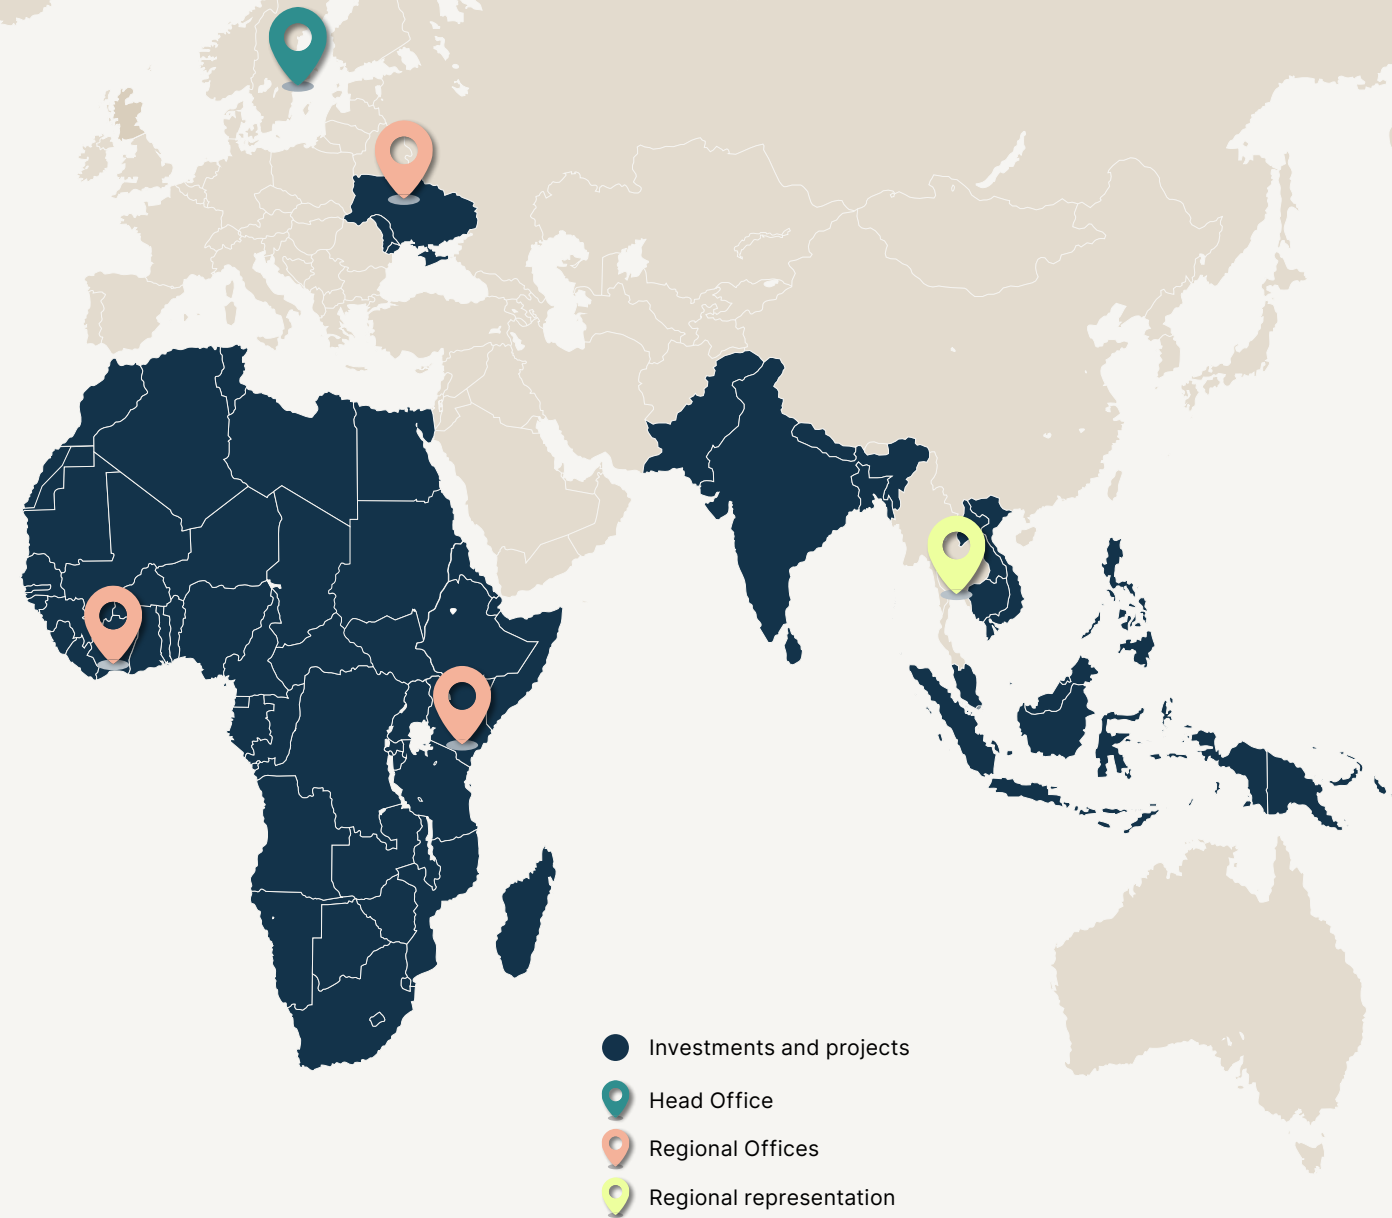 Investments and projects
Head Office
Regional Offices
Regional representation